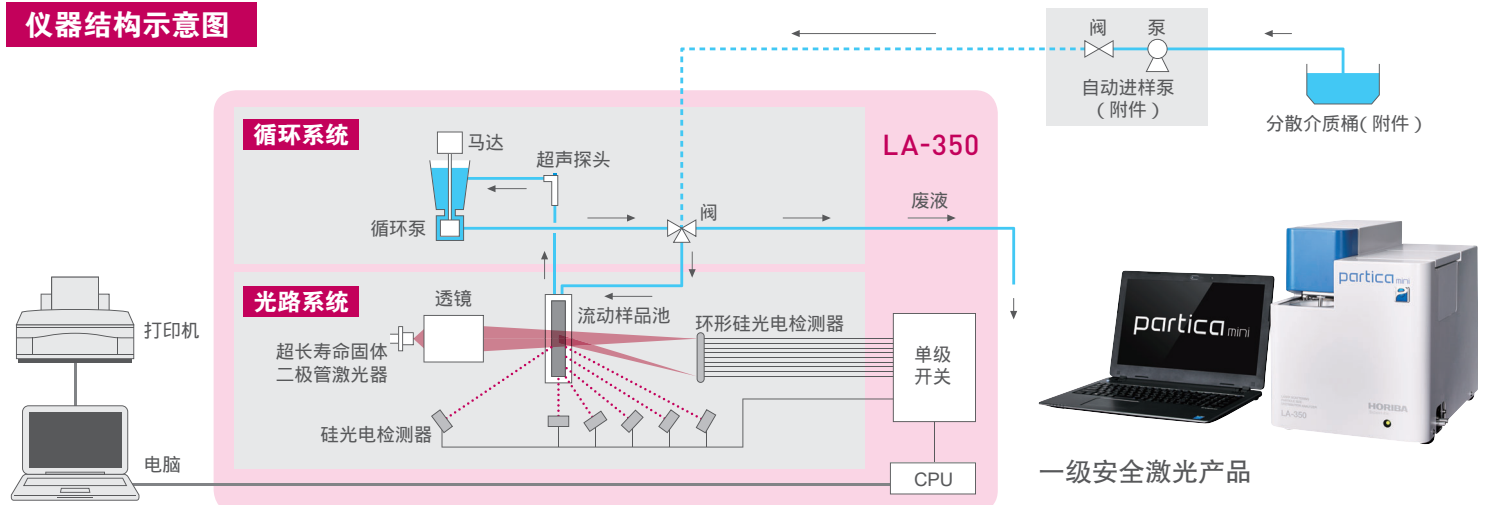 仪器结构示意图
阀
泵
自动进样泵
(附件)
分散介质桶(附件)
循环系统
马达
超声探头
LA-350
循环泵
阀
废液
光路系统
透镜
流动样品池
环形硅光电检测器
超长寿命固体
二极管激光器
单级
开关
硅光电检测器
打印机
电脑
CPU
partica mini
partica mini
HORIBA
LA-350
一级安全激光产品